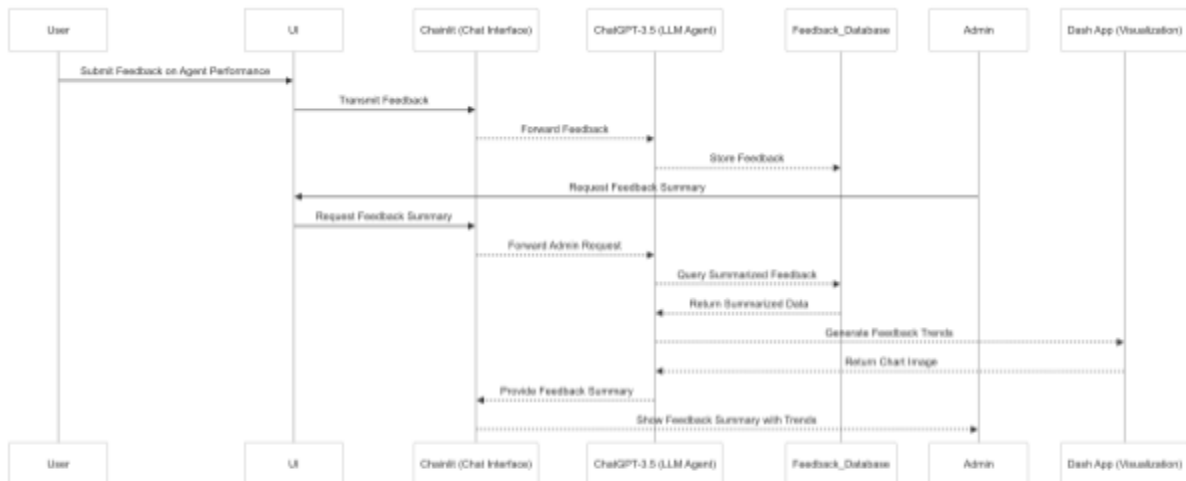 User UI Chainlit (Chat Interface) ChatGPT-3.5 (LLM Agent) Feedback_Database Admin Dash App (Visualization)
Submit Feedback on Agent Performance
Transmit Feedback
Forward Feedback
Store Feedback
Request Feedback Summary
Request Feedback Summary
Forward Admin Request
Query Summarized Feedback
Return Summarized Data
Generate Feedback Trends
Return Chart Image
Provide Feedback Summary
Show Feedback Summary with Trends
User UI Chainlit (Chat Interface) ChatGPT-3.5 (LLM Agent) Feedback_Database Admin Dash App (Visualization)